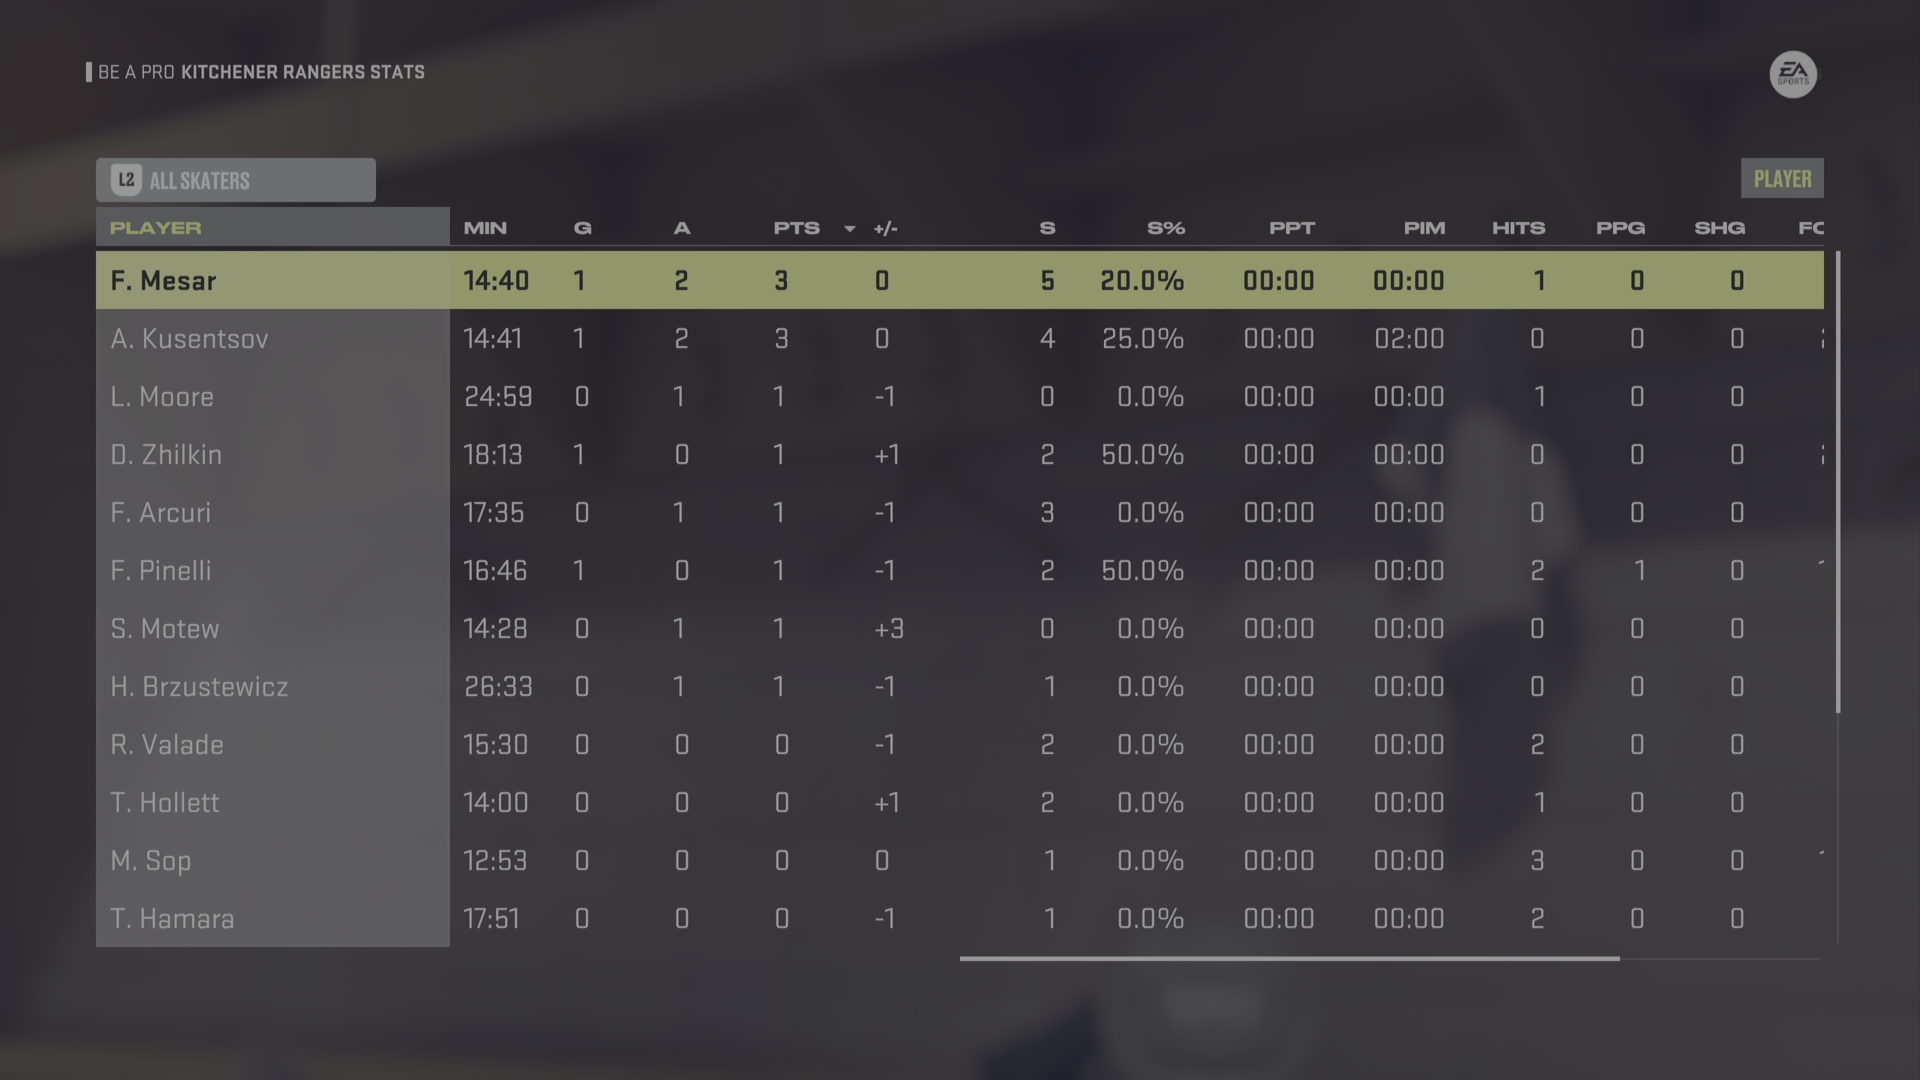 BE A PRO KITCHENER RANGERS STATS
EA SPORTS
L2 ALL SKATERS
PLAYER
PLAYER MIN G A PTS +/- S S% PPT PIM HITS PPG SHG
F. Mesar 14:40 1 2 3 0 5 20.0% 00:00 00:00 1 0 0
A. Kusentsov 14:41 1 2 3 0 4 25.0% 00:00 02:00 0 0 0
L. Moore 24:59 0 1 1 -1 0 0.0% 00:00 00:00 1 0 0
D. Zhilkin 18:13 1 0 1 +1 2 50.0% 00:00 00:00 0 0 0
F. Arcuri 17:35 0 1 1 -1 3 0.0% 00:00 00:00 0 0 0
F. Pinelli 16:46 1 0 1 -1 2 50.0% 00:00 00:00 2 1 0
S. Motew 14:28 0 1 1 +3 0 0.0% 00:00 00:00 0 0 0
H. Brzustewicz 26:33 0 1 1 -1 1 0.0% 00:00 00:00 0 0 0
R. Valade 15:30 0 0 0 -1 2 0.0% 00:00 00:00 2 0 0
T. Hollett 14:00 0 0 0 +1 2 0.0% 00:00 00:00 1 0 0
M. Sop 12:53 0 0 0 0 1 0.0% 00:00 00:00 3 0 0
T. Hamara 17:51 0 0 0 -1 1 0.0% 00:00 00:00 2 0 0